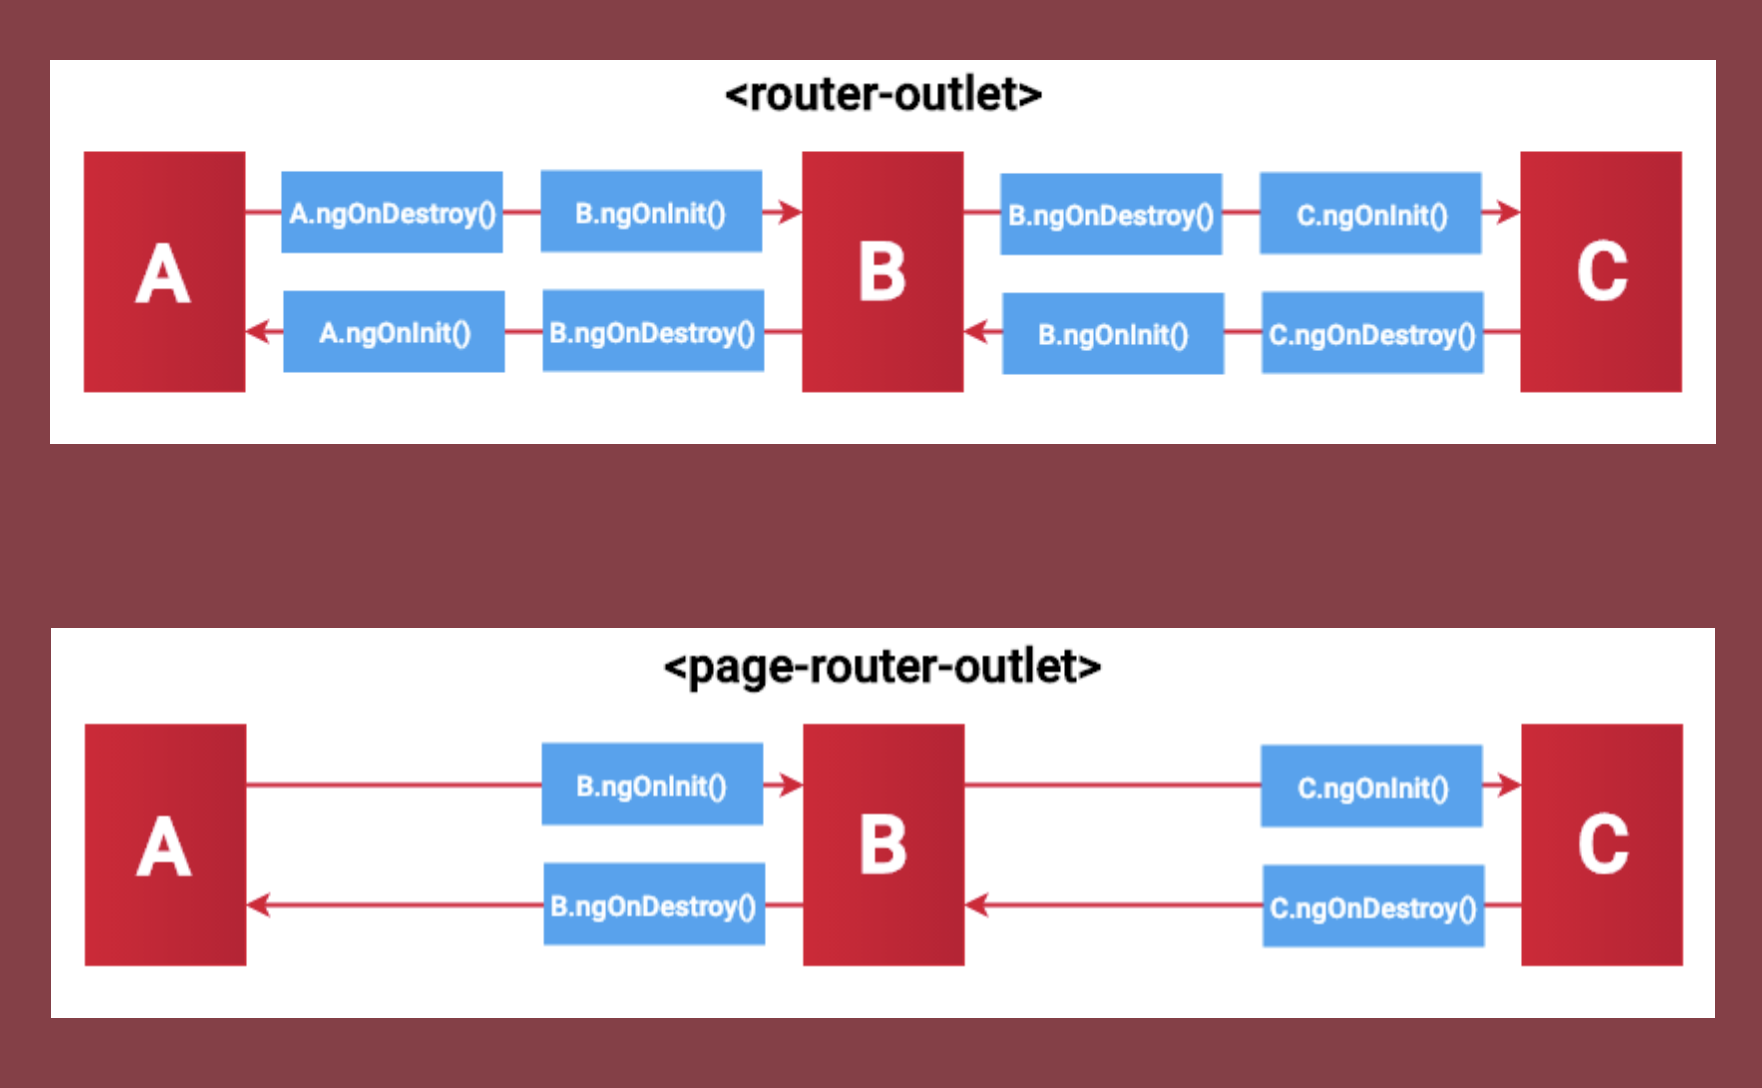 <router-outlet>
A
A.ngOnDestroy()
B.ngOnInit()
B
B.ngOnDestroy()
C.ngOnInit()
C
A.ngOnInit()
B.ngOnDestroy()
B.ngOnInit()
C.ngOnDestroy()
<page-router-outlet>
A
B.ngOnInit()
B
C.ngOnInit()
C
B.ngOnDestroy()
C.ngOnDestroy()